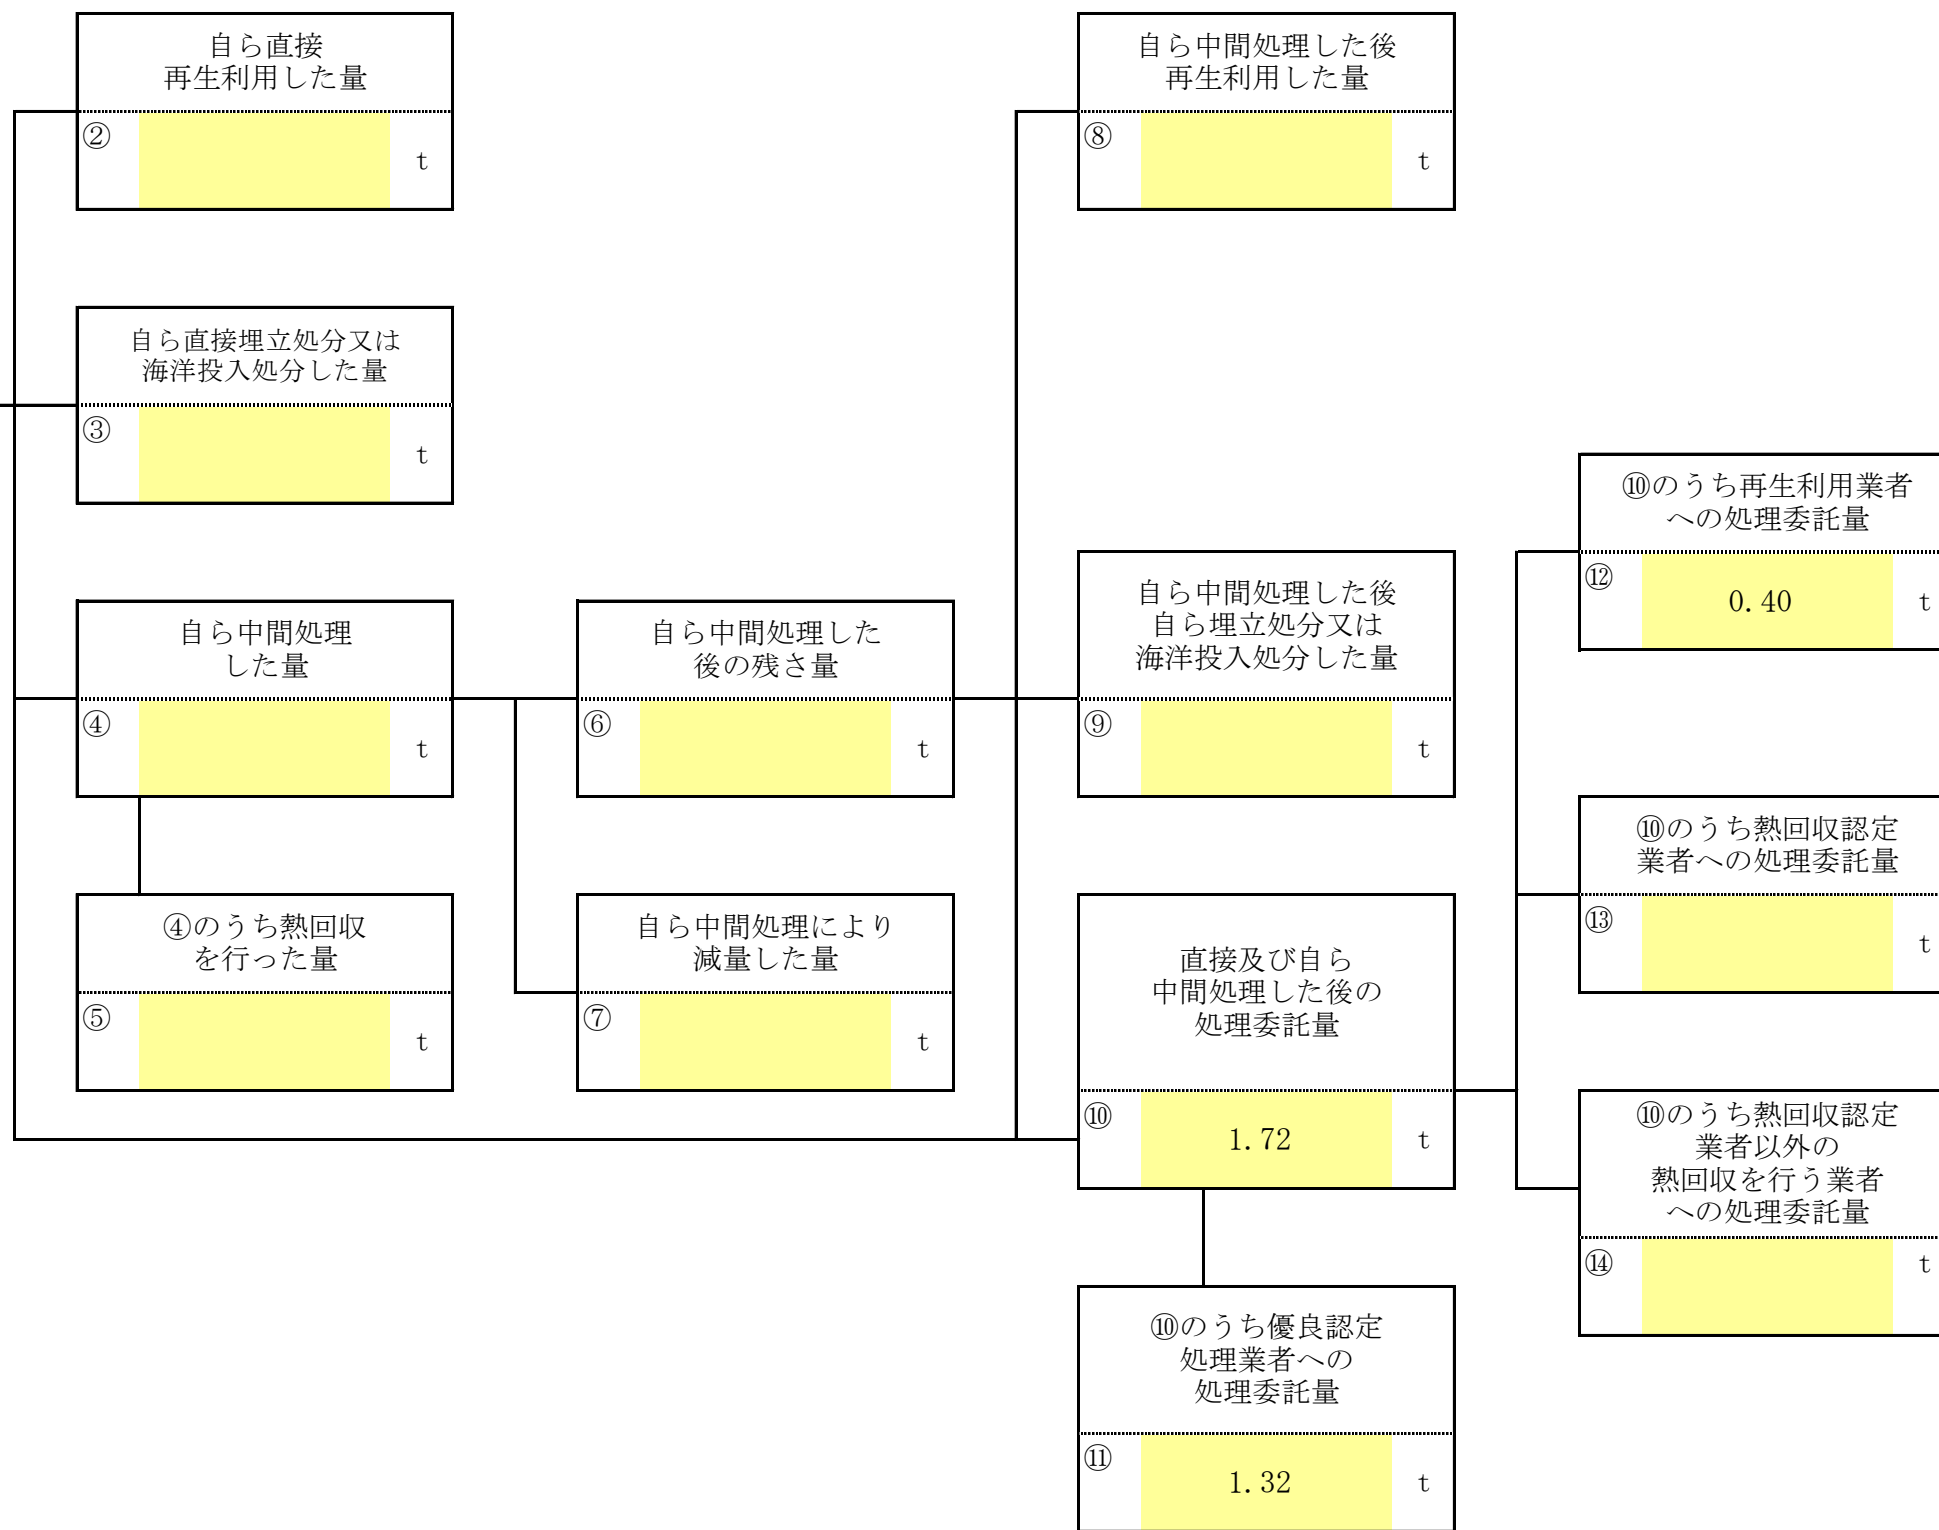 自ら直接
再生利用した量
②
t
自ら中間処理した後
再生利用した量
⑧
t
自ら直接埋立処分又は
海洋投入処分した量
③
t
⑩のうち再生利用業者
への処理委託量
⑫
0.40
t
自ら中間処理
した量
④
t
自ら中間処理した
後の残さ量
⑥
t
自ら中間処理した後
自ら埋立処分又は
海洋投入処分した量
⑨
t
⑩のうち熱回収認定
業者への処理委託量
⑬
t
④のうち熱回収
を行った量
⑤
t
自ら中間処理により
減量した量
⑦
t
直接及び自ら
中間処理した後の
処理委託量
⑩
1.72
t
⑩のうち熱回収認定
業者以外の
熱回収を行う業者
への処理委託量
⑭
t
⑩のうち優良認定
処理業者への
処理委託量
⑪
1.32
t